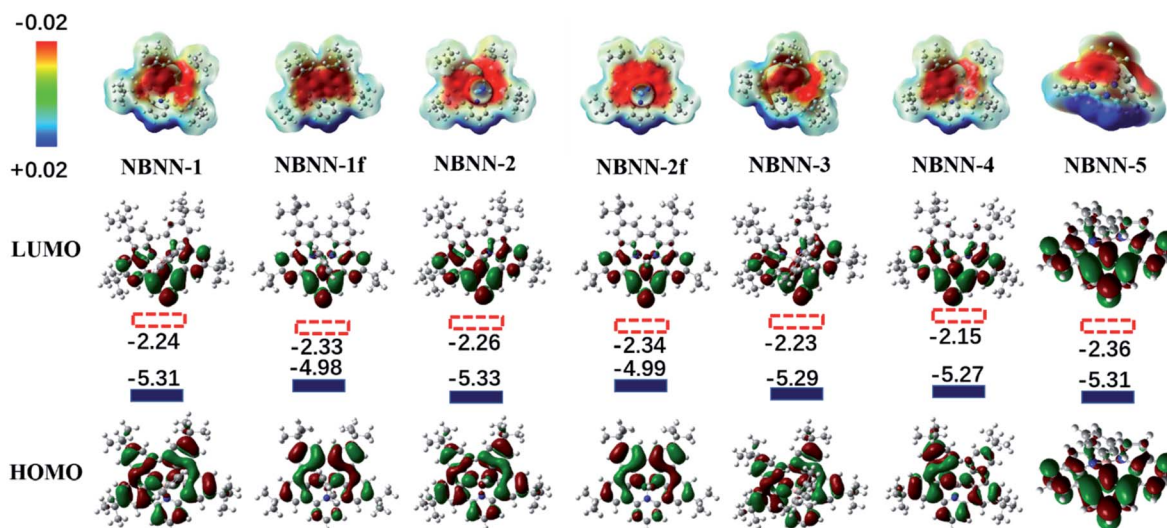 -0.02
+0.02
NBNN-1 NBNN-1f NBNN-2 NBNN-2f NBNN-3 NBNN-4 NBNN-5
LUMO
-2.24 -2.33 -2.26 -2.34 -2.23 -2.15 -2.36
-5.31 -4.98 -5.33 -4.99 -5.29 -5.27 -5.31
HOMO